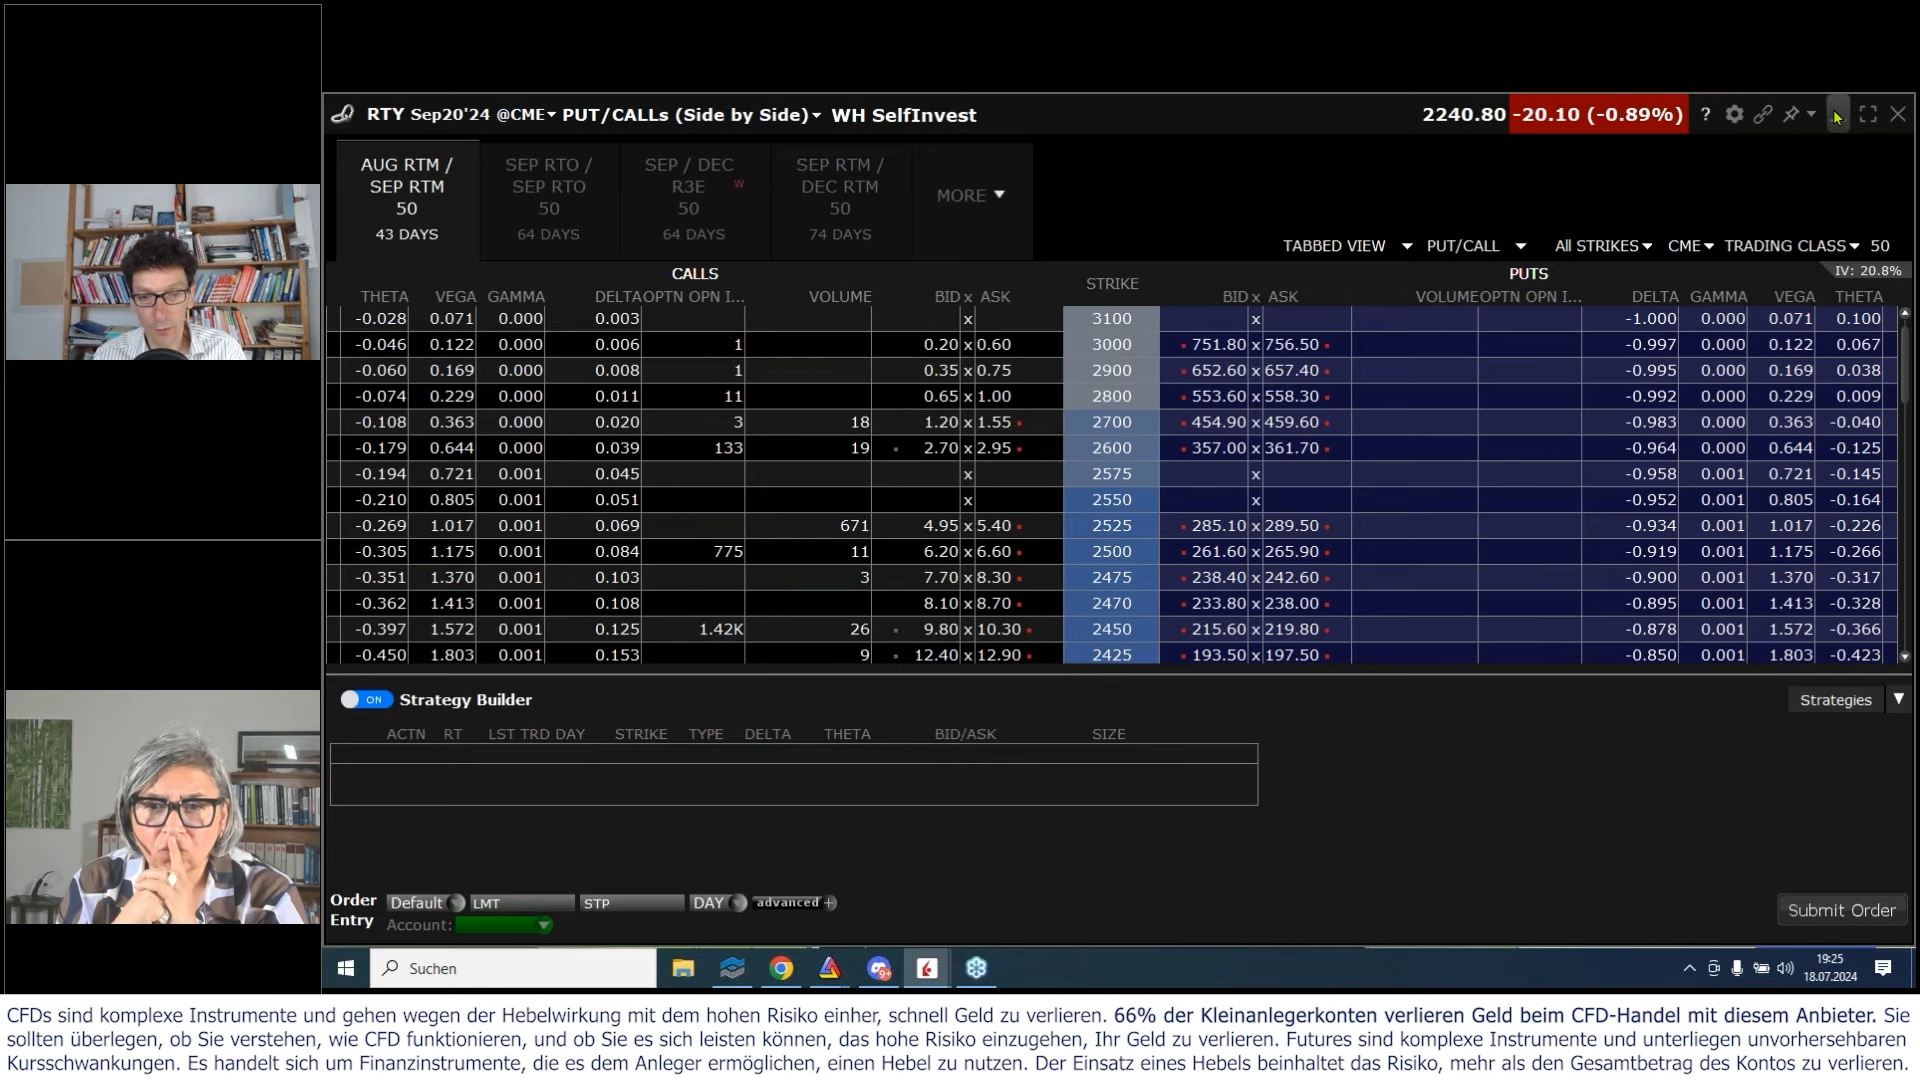 RTY Sep20'24 @CME PUT/CALLs (Side by Side) WH SelfInvest 2240.80 -20.10 (-0.89%) ?
AUG RTM / SEP RTM 50 43 DAYS
SEP RTO / SEP RTO 50 64 DAYS
SEP / DEC R3E W 50 64 DAYS
SEP RTM / DEC RTM 50 74 DAYS
MORE
TABBED VIEW PUT/CALL All STRIKES CME TRADING CLASS 50
CALLS STRIKE PUTS IV: 20.8%
THETA VEGA GAMMA DELTA OPTN OPN I... VOLUME BID x ASK BID x ASK VOLUME OPTN OPN I... DELTA GAMMA VEGA THETA
-0.028 0.071 0.000 0.003 x 3100 x -1.000 0.000 0.071 0.100
-0.046 0.122 0.000 0.006 1 0.20 x 0.60 3000 751.80 x 756.50 -0.997 0.000 0.122 0.067
-0.060 0.169 0.000 0.008 1 0.35 x 0.75 2900 652.60 x 657.40 -0.995 0.000 0.169 0.038
-0.074 0.229 0.000 0.011 11 0.65 x 1.00 2800 553.60 x 558.30 -0.992 0.000 0.229 0.009
-0.108 0.363 0.000 0.020 3 18 1.20 x 1.55 2700 454.90 x 459.60 -0.983 0.000 0.363 -0.040
-0.179 0.644 0.000 0.039 133 19 2.70 x 2.95 2600 357.00 x 361.70 -0.964 0.000 0.644 -0.125
-0.194 0.721 0.001 0.045 x 2575 x -0.958 0.001 0.721 -0.145
-0.210 0.805 0.001 0.051 x 2550 x -0.952 0.001 0.805 -0.164
-0.269 1.017 0.001 0.069 671 4.95 x 5.40 2525 285.10 x 289.50 -0.934 0.001 1.017 -0.226
-0.305 1.175 0.001 0.084 775 11 6.20 x 6.60 2500 261.60 x 265.90 -0.919 0.001 1.175 -0.266
-0.351 1.370 0.001 0.103 3 7.70 x 8.30 2475 238.40 x 242.60 -0.900 0.001 1.370 -0.317
-0.362 1.413 0.001 0.108 8.10 x 8.70 2470 233.80 x 238.00 -0.895 0.001 1.413 -0.328
-0.397 1.572 0.001 0.125 1.42K 26 9.80 x 10.30 2450 215.60 x 219.80 -0.878 0.001 1.572 -0.366
-0.450 1.803 0.001 0.153 9 12.40 x 12.90 2425 193.50 x 197.50 -0.850 0.001 1.803 -0.423
ON Strategy Builder Strategies
ACTN RT LST TRD DAY STRIKE TYPE DELTA THETA BID/ASK SIZE
Order Entry Default LMT STP DAY advanced +
Account:
Submit Order
Suchen 9+ 19:25
18.07.2024
CFDs sind komplexe Instrumente und gehen wegen der Hebelwirkung mit dem hohen Risiko einher, schnell Geld zu verlieren. 66% der Kleinanlegerkonten verlieren Geld beim CFD-Handel mit diesem Anbieter. Sie
sollten überlegen, ob Sie verstehen, wie CFD funktionieren, und ob Sie es sich leisten können, das hohe Risiko einzugehen, Ihr Geld zu verlieren. Futures sind komplexe Instrumente und unterliegen unvorhersehbaren
Kursschwankungen. Es handelt sich um Finanzinstrumente, die es dem Anleger ermöglichen, einen Hebel zu nutzen. Der Einsatz eines Hebels beinhaltet das Risiko, mehr als den Gesamtbetrag des Kontos zu verlieren.